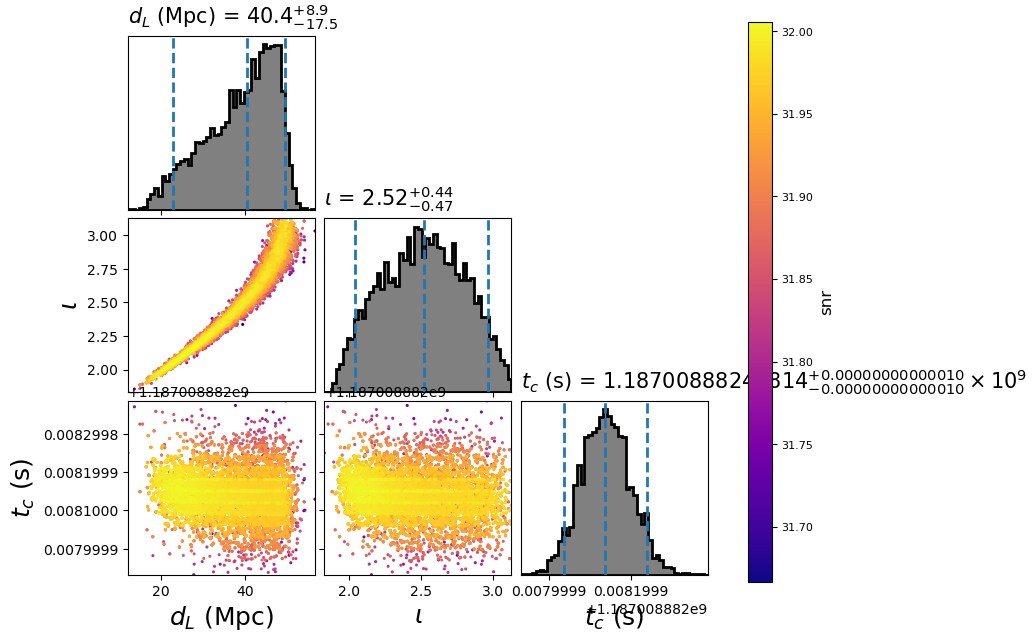 d_L (Mpc) = 40.4^{+8.9}_{-17.5}
32.00
31.95
31.90
31.85
31.80
31.75
31.70
snr
ι = 2.52^{+0.44}_{-0.47}
3.00
2.75
2.50
2.25
2.00
ι
+1.187008882e9
+1.187008882e9
t_c (s) = 1.1870088824 814^{+0.00000000000010}_{-0.00000000000010} × 10^9
0.0082998
0.0081999
0.0081000
0.0079999
t_c (s)
20
40
2.0
2.5
3.0
0.0079999
0.0081999
+1.187008882e9
d_L (Mpc)
ι
t_c (s)